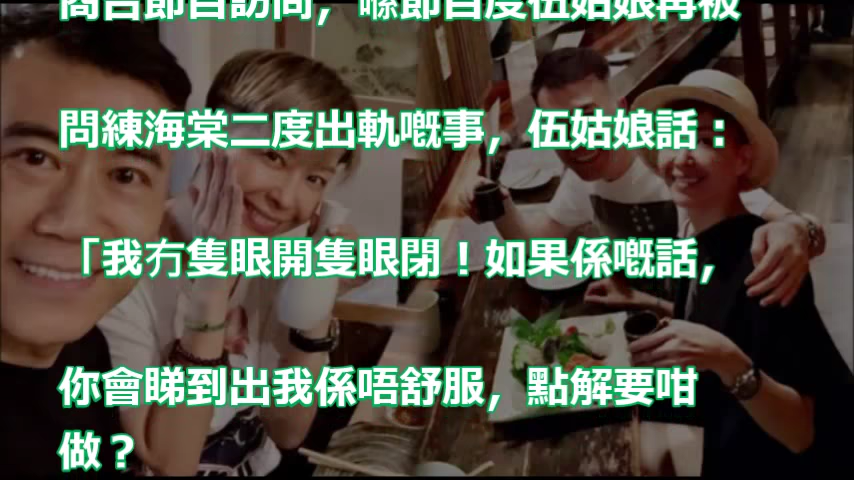 商台節目訪問，喺節目度伍姑娘再被
問練海棠二度出軌嘅事，伍姑娘話：
「我冇隻眼開隻眼閉！如果係嘅話，
你會睇到出我係唔舒服，點解要咁
做？